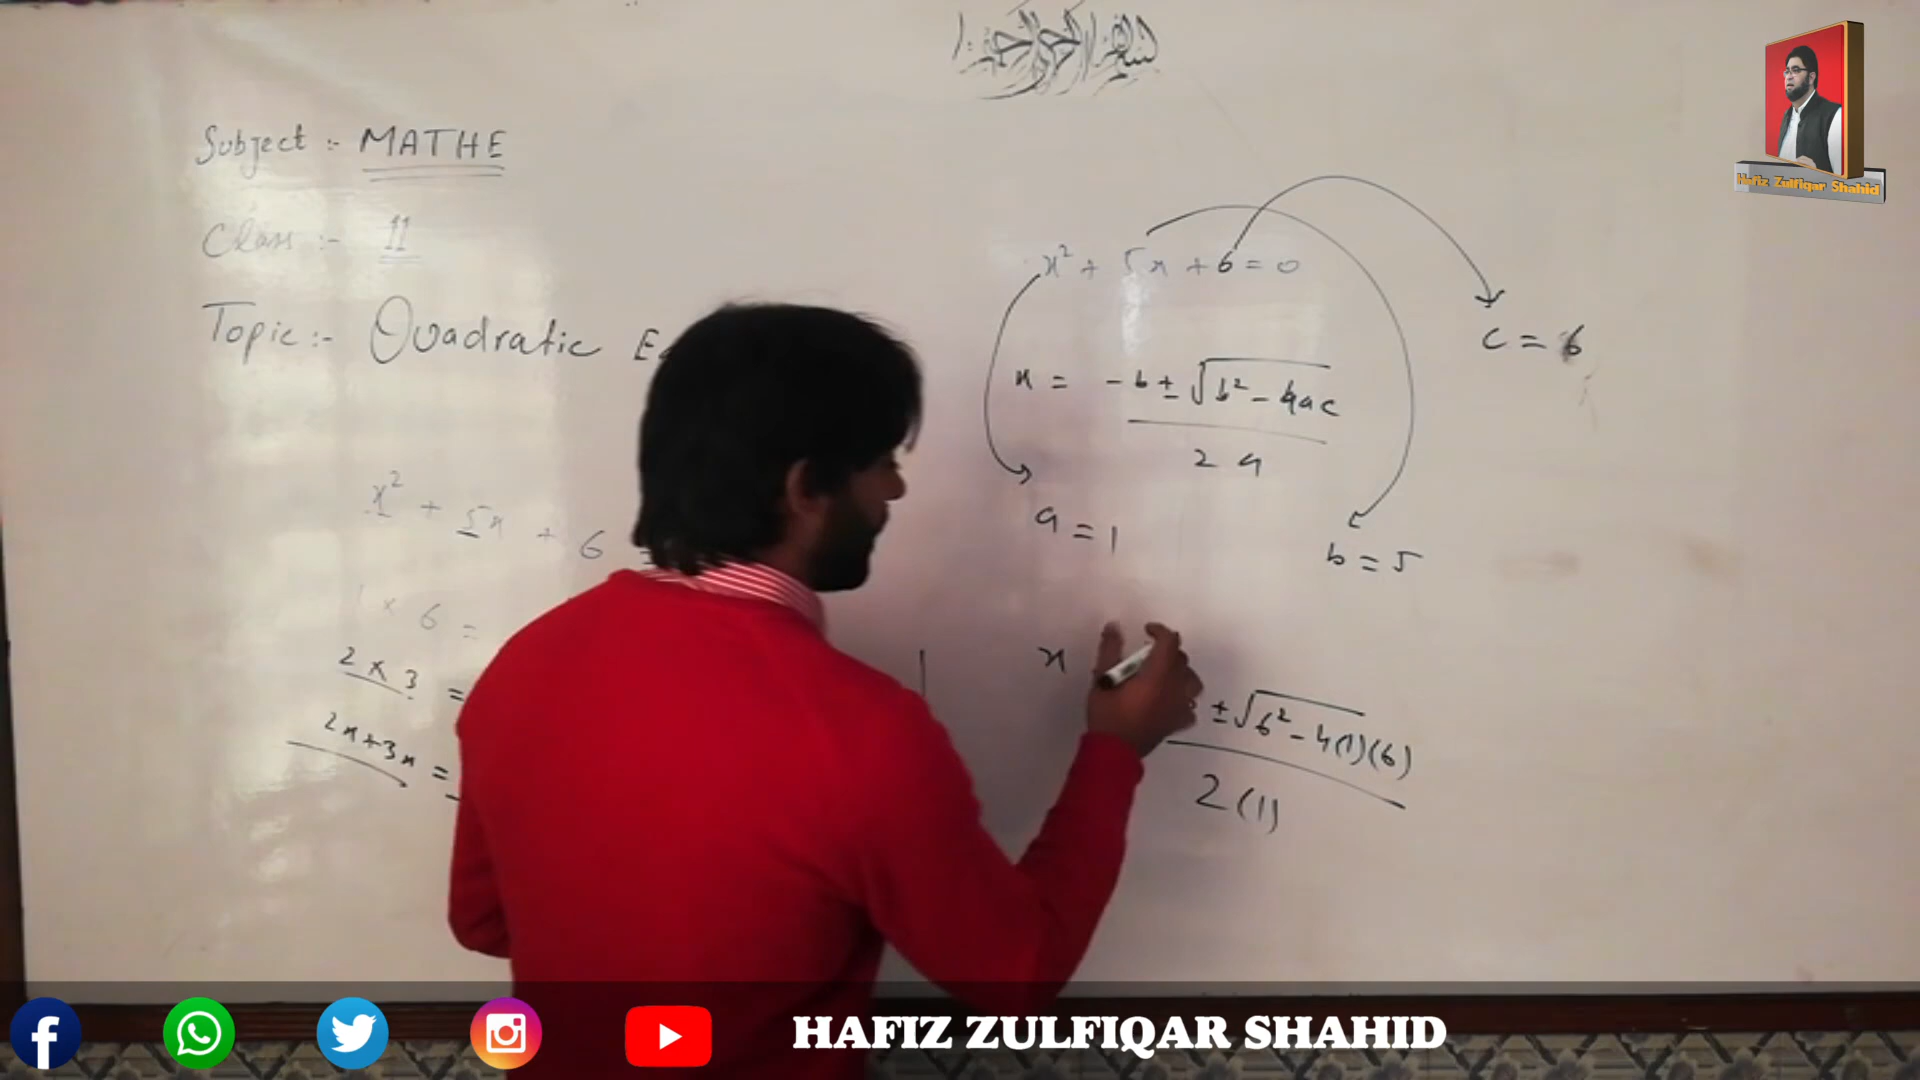 Subject :- MATHE
Class :- 11
Topic :- Quadratic
x² + 5x + 6
1 × 6 =
2 × 3 =
2x+3x =
x² + 5x + 6 = 0
c = 6
x = -b ± √b² - 4ac
2a
a = 1
b = 5
x
± √6² - 4(1)(6)
2(1)
Hafiz Zulfiqar Shahid
HAFIZ ZULFIQAR SHAHID